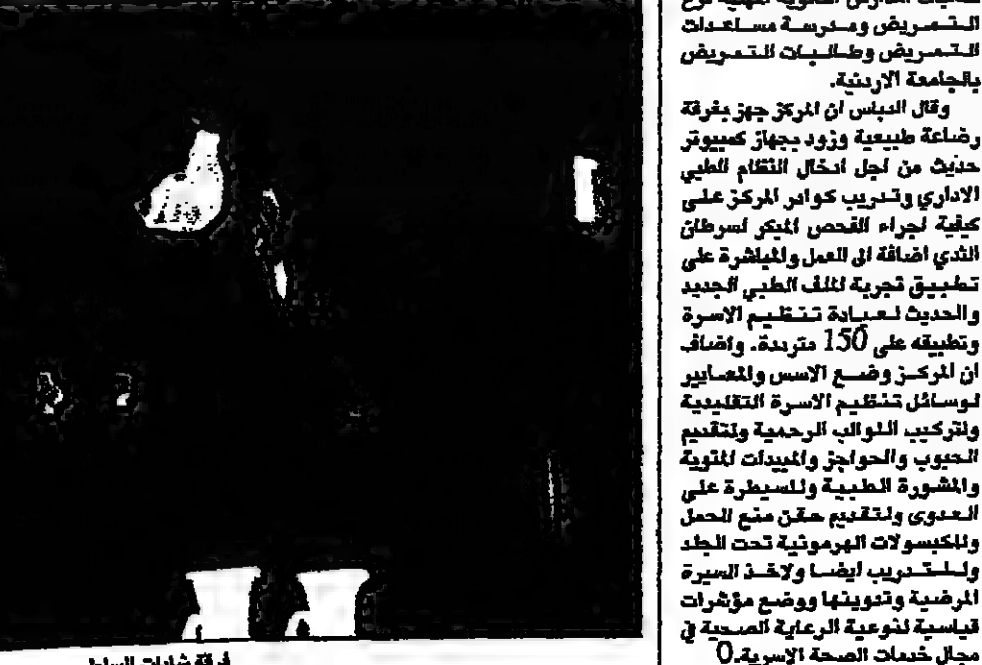 التمريض ومدرسة مساعدات
التمريض وطالبات التمريض
بالجامعة الاردنية.
وقال الدباس ان المركز جهز بغرفة
رضاعة طبيعية وزود بجهاز كمبيوتر
حديث من اجل ادخال النظام الطبي
الاداري وتدريب كوادر المركز على
كيفية اجراء الفحص المبكر لسرطان
الثدي اضافة الى العمل والمباشرة على
تطبيق تجربة الملف الطبي الجديد
والحديث لعيادة تنظيم الاسرة
وتطبيقه على 150 مترددة. واضاف
ان المركز وضع الاسس والمعايير
لوسائل تنظيم الاسرة التقليدية
ولتركيب اللوالب الرحمية ولتقديم
الحبوب والحواجز والمبيدات المنوية
والمشورة الطبية وللسيطرة على
العدوى ولتقديم حقن منع الحمل
وللكبسولات الهرمونية تحت الجلد
وللتدريب ايضا ولاخذ السيرة
المرضية وتدوينها ووضع مؤشرات
قياسية لنوعية الرعاية الصحية في
مجال خدمات الصحة الاسرية.0
فرقة شابات السلط